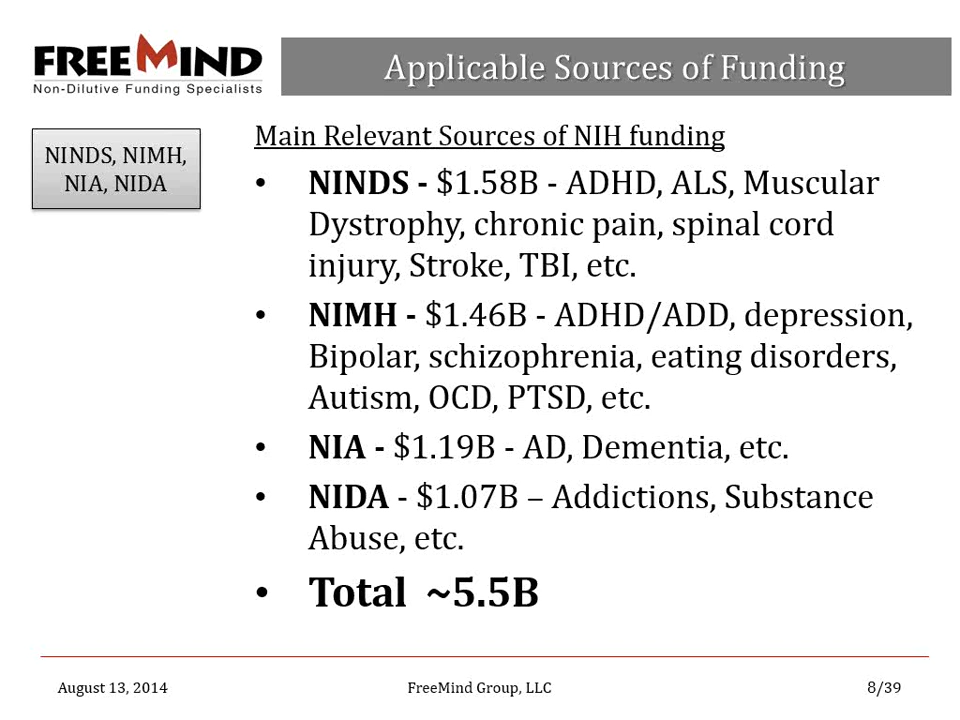 FREEMIND
Non-Dilutive Funding Specialists
Applicable Sources of Funding
NINDS, NIMH,
NIA, NIDA
Main Relevant Sources of NIH funding
• NINDS - $1.58B - ADHD, ALS, Muscular
Dystrophy, chronic pain, spinal cord
injury, Stroke, TBI, etc.
• NIMH - $1.46B - ADHD/ADD, depression,
Bipolar, schizophrenia, eating disorders,
Autism, OCD, PTSD, etc.
• NIA - $1.19B - AD, Dementia, etc.
• NIDA - $1.07B – Addictions, Substance
Abuse, etc.
• Total ~5.5B
August 13, 2014
FreeMind Group, LLC
8/39